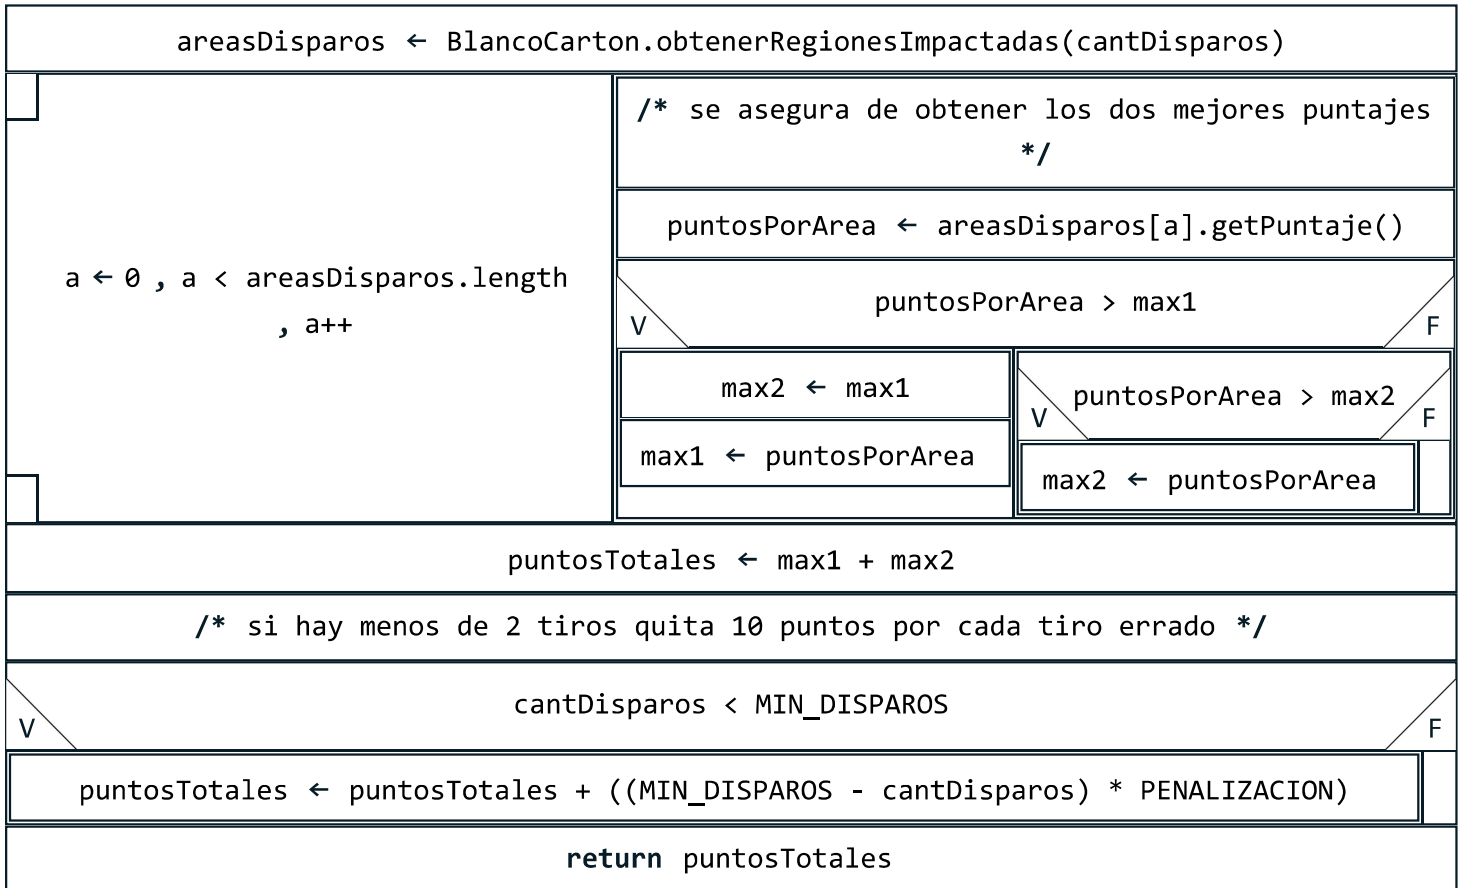 areasDisparos ← BlancoCarton.obtenerRegionesImpactadas(cantDisparos)
a ← 0 , a < areasDisparos.length
, a++
/* se asegura de obtener los dos mejores puntajes
*/
puntosPorArea ← areasDisparos[a].getPuntaje()
puntosPorArea > max1
V
F
max2 ← max1
max1 ← puntosPorArea
puntosPorArea > max2
V
F
max2 ← puntosPorArea
puntosTotales ← max1 + max2
/* si hay menos de 2 tiros quita 10 puntos por cada tiro errado */
cantDisparos < MIN_DISPAROS
V
F
puntosTotales ← puntosTotales + ((MIN_DISPAROS - cantDisparos) * PENALIZACION)
return puntosTotales